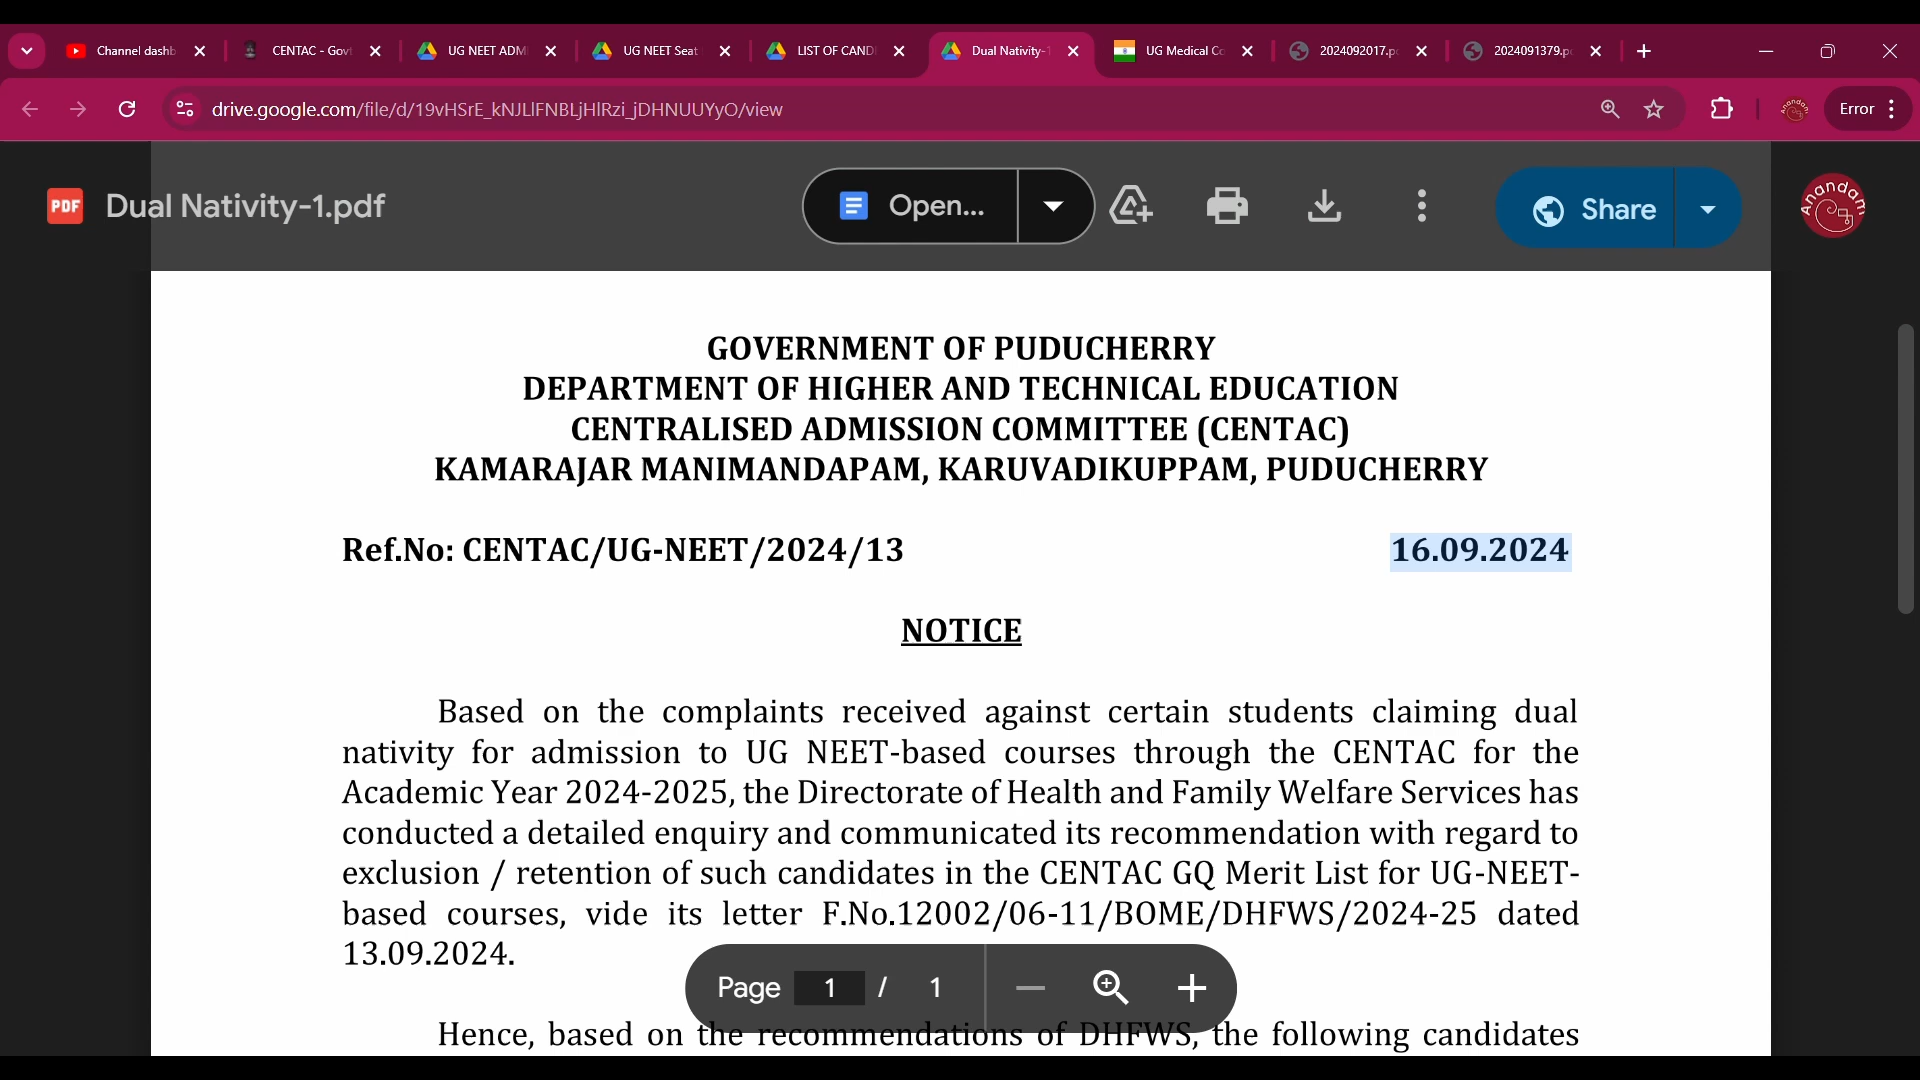 Channel dashb
CENTAC - Govt
UG NEET ADMI
UG NEET Seat
LIST OF CANDI
Dual Nativity-1
UG Medical Co
2024092017.pc
2024091379.pc
drive.google.com/file/d/19vHSrE_kNJLlFNBLjHlRzi_jDHNUUYyO/view
Error
PDF
Dual Nativity-1.pdf
Open...
Share
Anandam
GOVERNMENT OF PUDUCHERRY
DEPARTMENT OF HIGHER AND TECHNICAL EDUCATION
CENTRALISED ADMISSION COMMITTEE (CENTAC)
KAMARAJAR MANIMANDAPAM, KARUVADIKUPPAM, PUDUCHERRY
Ref.No: CENTAC/UG-NEET/2024/13 16.09.2024
NOTICE
Based on the complaints received against certain students claiming dual
nativity for admission to UG NEET-based courses through the CENTAC for the
Academic Year 2024-2025, the Directorate of Health and Family Welfare Services has
conducted a detailed enquiry and communicated its recommendation with regard to
exclusion / retention of such candidates in the CENTAC GQ Merit List for UG-NEET-
based courses, vide its letter F.No.12002/06-11/BOME/DHFWS/2024-25 dated
13.09.2024.
Page 1 / 1
Hence, based on the recommendations of DHFWS, the following candidates